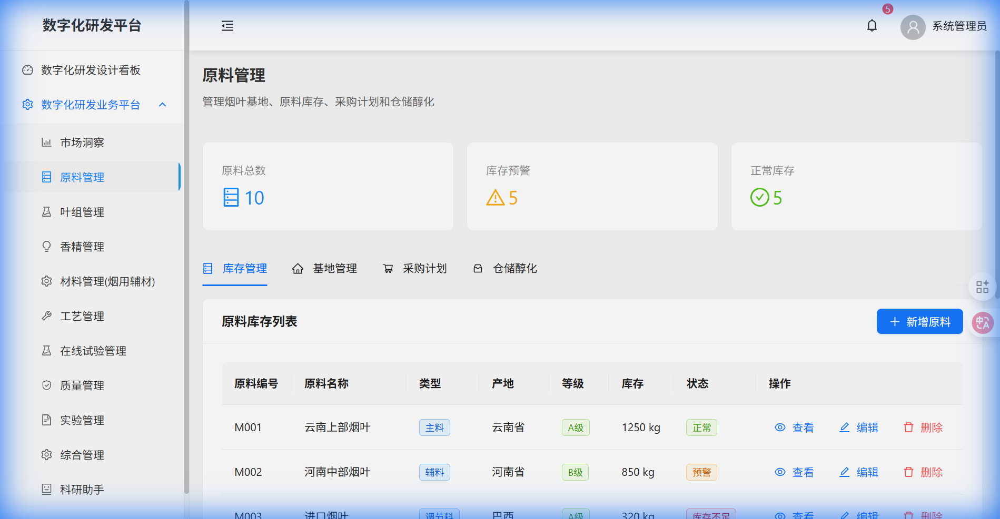 数字化研发平台
5
系统管理员
数字化研发设计看板
数字化研发业务平台
市场洞察
原料管理
叶组管理
香精管理
材料管理(烟用辅材)
工艺管理
在线试验管理
质量管理
实验管理
综合管理
科研助手
原料管理
管理烟叶基地、原料库存、采购计划和仓储醇化
原料总数
10
库存预警
5
正常库存
5
库存管理 基地管理 采购计划 仓储醇化
原料库存列表
新增原料
中A
原料编号 原料名称 类型 产地 等级 库存 状态 操作
M001 云南上部烟叶 主料 云南省 A级 1250 kg 正常 查看 编辑 删除
M002 河南中部烟叶 辅料 河南省 B级 850 kg 预警 查看 编辑 删除
M003 进口烟叶 调节料 巴西 A级 320 kg 库存不足 查看 编辑 删除